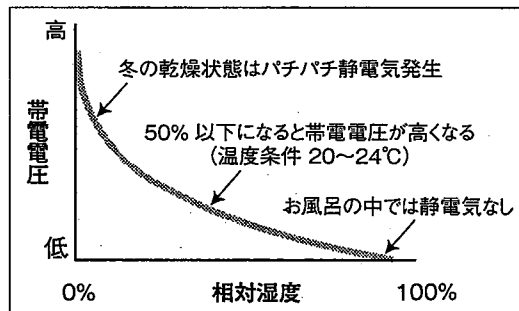 高
冬の乾燥状態はパチパチ静電気発生
帯電電圧
50% 以下になると帯電電圧が高くなる
(温度条件 20～24℃)
お風呂の中では静電気なし
低
0%
相対湿度
100%